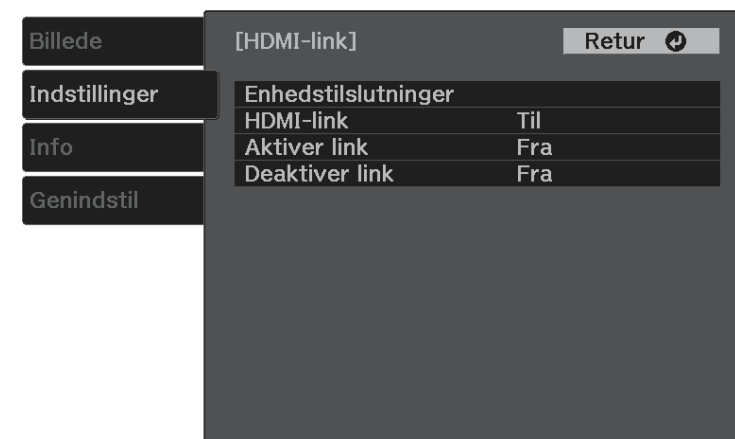 Billede
Indstillinger
Info
Genindstil
[HDMI-link] Retur
Enhedstilslutninger
HDMI-link Til
Aktiver link Fra
Deaktiver link Fra